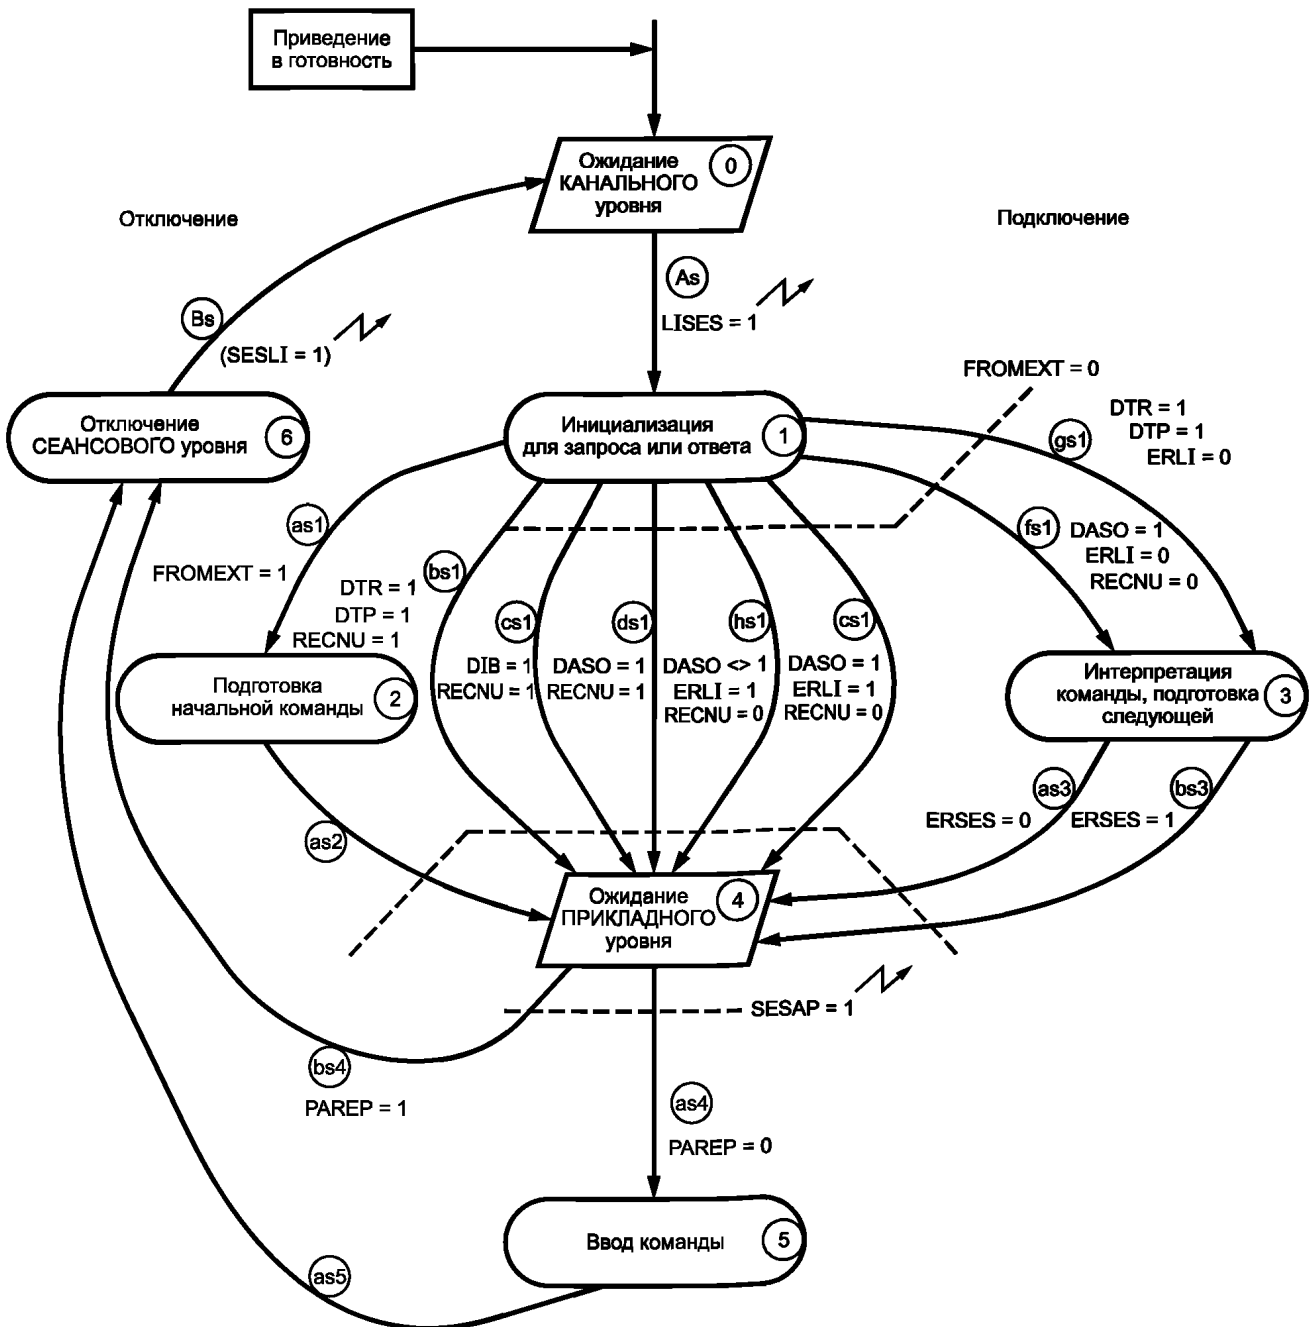 Приведение
в готовность
Ожидание
КАНАЛЬНОГО
уровня
0
Отключение
Подключение
As
LISES = 1
Bs
(SESLI = 1)
FROMEXT = 0
Отключение
СЕАНСОВОГО уровня
6
Инициализация
для запроса или ответа
1
gs1
DTR = 1
DTP = 1
ERLI = 0
as1
FROMEXT = 1
bs1
DTR = 1
DTP = 1
RECNU = 1
fs1
DASO = 1
ERLI = 0
RECNU = 0
cs1
DIB = 1
RECNU = 1
ds1
DASO = 1
RECNU = 1
hs1
DASO <> 1
ERLI = 1
RECNU = 0
cs1
DASO = 1
ERLI = 1
RECNU = 0
Подготовка
начальной команды
2
Интерпретация
команды, подготовка
следующей
3
as2
as3
ERSES = 0
bs3
ERSES = 1
Ожидание
ПРИКЛАДНОГО
уровня
4
SESAP = 1
bs4
PAREP = 1
as4
PAREP = 0
Ввод команды
5
as5